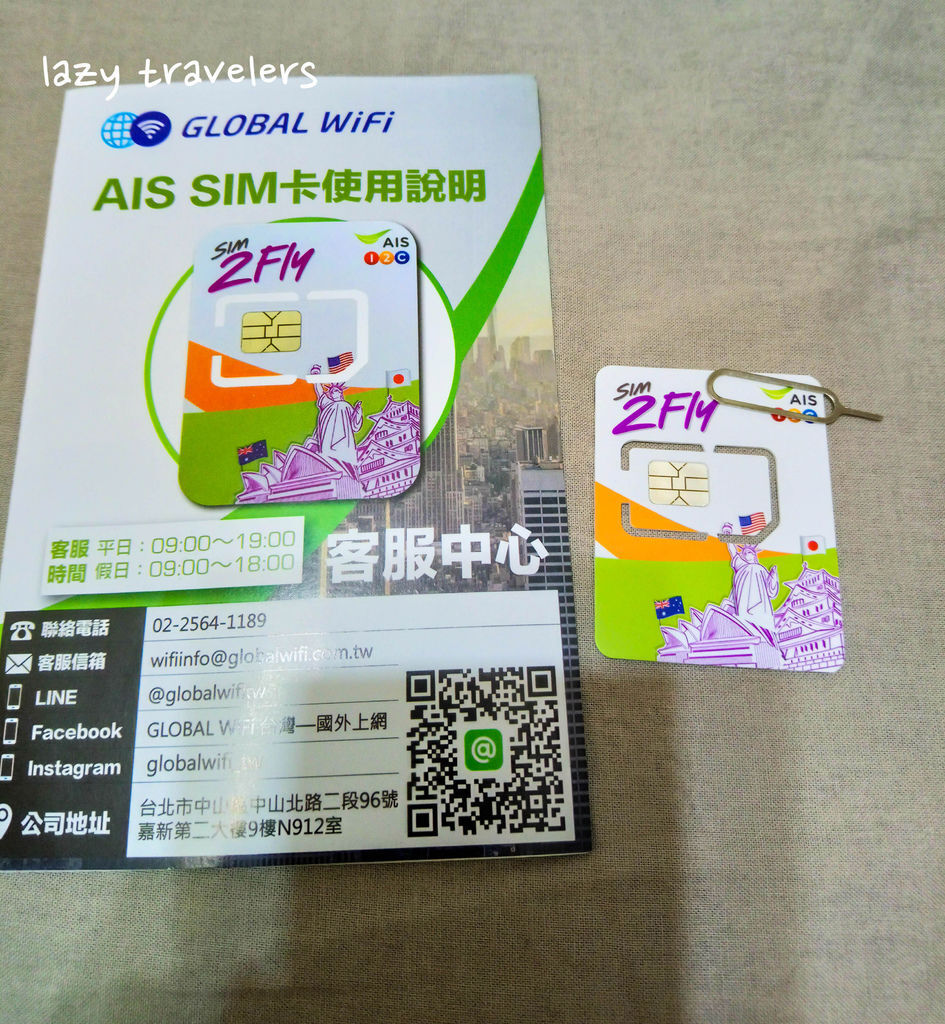 lazy travelers
GLOBAL WiFi
AIS SIM卡使用說明
SIM
2Fly
AIS
1 2 C
客服 平日：09:00～19:00
時間 假日：09:00～18:00
客服中心
聯絡電話 02-2564-1189
客服信箱 wifiinfo@globalwifi.com.tw
LINE @globalwifi
Facebook GLOBAL WiFi 台灣—國外上網
Instagram globalwifi
公司地址 台北市中山區中山北路二段96號
嘉新第二大樓9樓N912室
SIM
2Fly
AIS